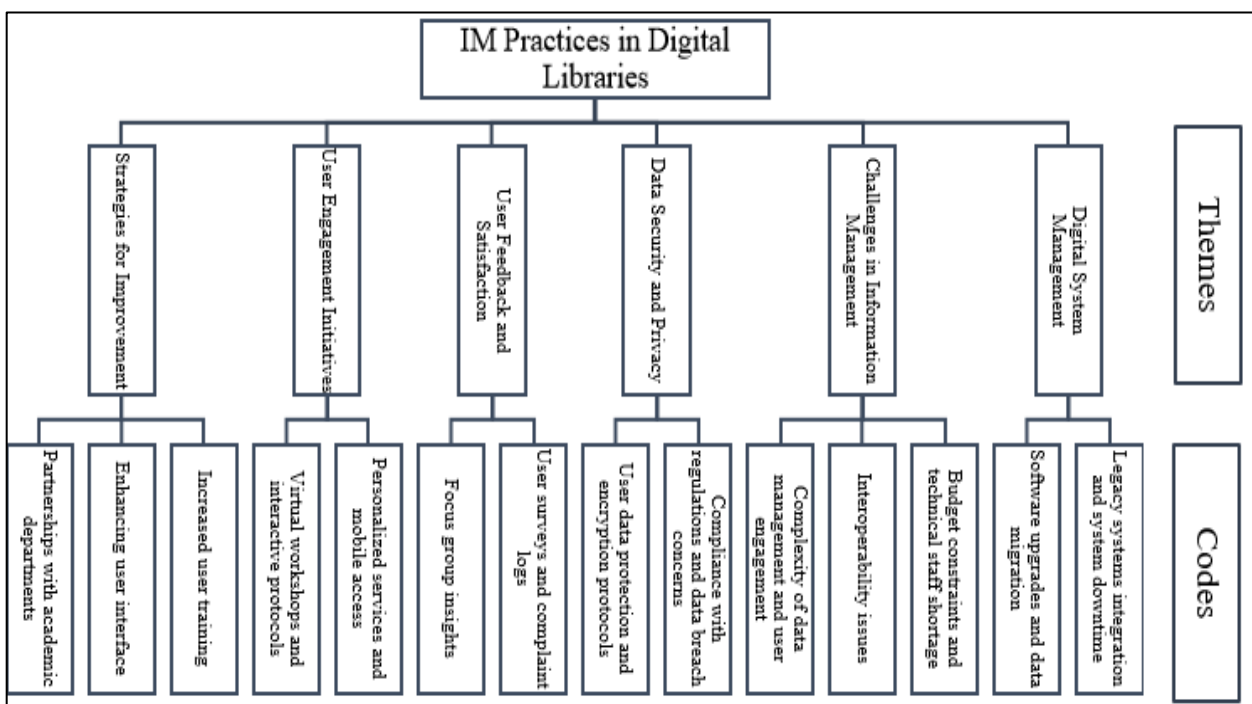 IM Practices in Digital
Libraries
Themes
Digital System
Management
Challenges in Information
Management
Data Security and Privacy
User Feedback and
Satisfaction
User Engagement Initiatives
Strategies for Improvement
Codes
Legacy systems integration
and system downtime
Software upgrades and data
migration
Budget constraints and
technical staff shortage
Interoperability issues
Complexity of data
management and user
engagement
Compliance with
regulations and data breach
concerns
User data protection and
encryption protocols
User surveys and complaint
logs
Focus group insights
Personalized services and
mobile access
Virtual workshops and
interactive protocols
Increased user training
Enhancing user interface
Partnerships with academic
departments